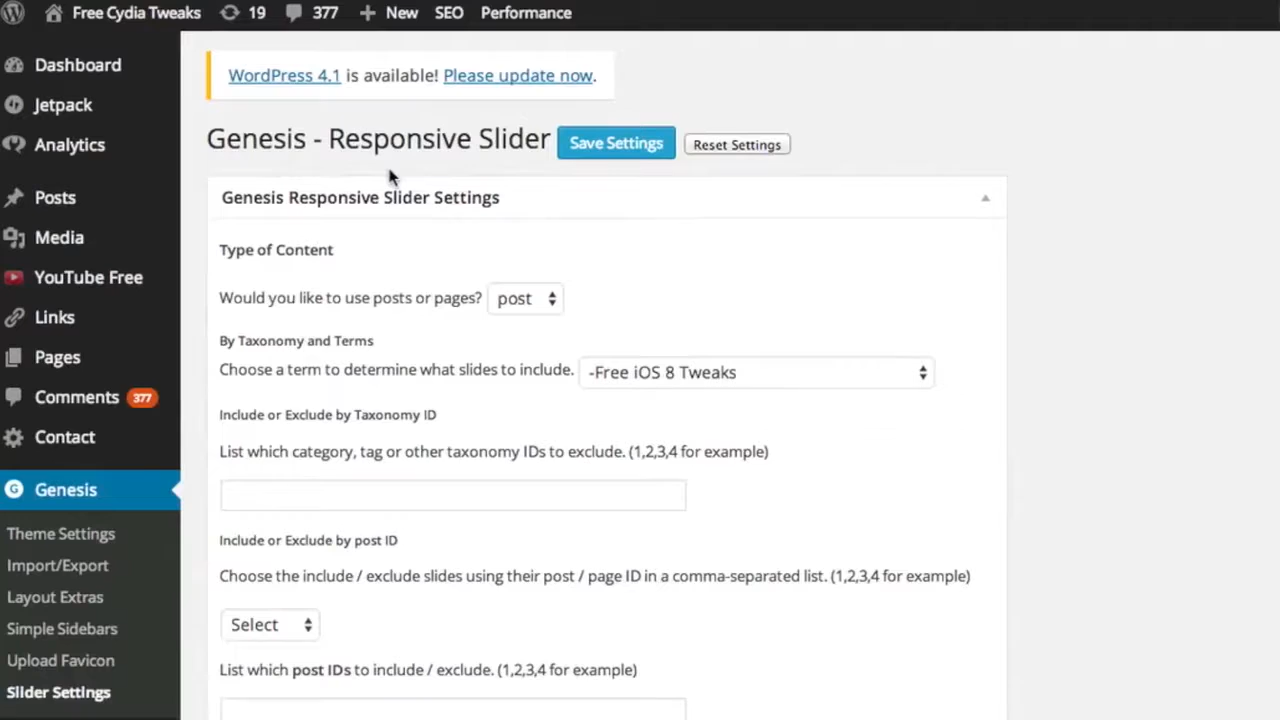 Free Cydia Tweaks 19 377 New SEO Performance
Dashboard
Jetpack
Analytics
Posts
Media
YouTube Free
Links
Pages
Comments 377
Contact
Genesis
Theme Settings
Import/Export
Layout Extras
Simple Sidebars
Upload Favicon
Slider Settings
WordPress 4.1 is available! Please update now.
Genesis - Responsive Slider Save Settings Reset Settings
Genesis Responsive Slider Settings
Type of Content
Would you like to use posts or pages? post
By Taxonomy and Terms
Choose a term to determine what slides to include. -Free iOS 8 Tweaks
Include or Exclude by Taxonomy ID
List which category, tag or other taxonomy IDs to exclude. (1,2,3,4 for example)
Include or Exclude by post ID
Choose the include / exclude slides using their post / page ID in a comma-separated list. (1,2,3,4 for example)
Select
List which post IDs to include / exclude. (1,2,3,4 for example)